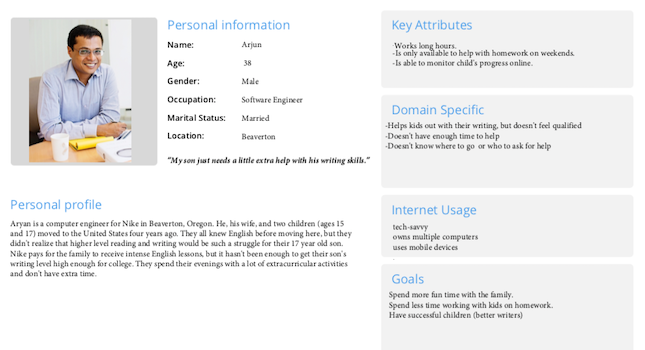 Personal information
Name: Arjun
Age: 38
Gender: Male
Occupation: Software Engineer
Marital Status: Married
Location: Beaverton
"My son just needs a little extra help with his writing skills."
Personal profile
Aryan is a computer engineer for Nike in Beaverton, Oregon. He, his wife, and two children (ages 15
and 17) moved to the United States four years ago. They all knew English before moving here, but they
didn't realize that higher level reading and writing would be such a struggle for their 17 year old son.
Nike pays for the family to receive intense English lessons, but it hasn't been enough to get their son's
writing level high enough for college. They spend their evenings with a lot of extracurricular activities
and don't have extra time.
Key Attributes
-Works long hours.
-Is only available to help with homework on weekends.
-Is able to monitor child's progress online.
Domain Specific
-Helps kids out with their writing, but doesn't feel qualified
-Doesn't have enough time to help
-Doesn't know where to go or who to ask for help
Internet Usage
tech-savvy
owns multiple computers
uses mobile devices
Goals
Spend more fun time with the family.
Spend less time working with kids on homework.
Have successful children (better writers)